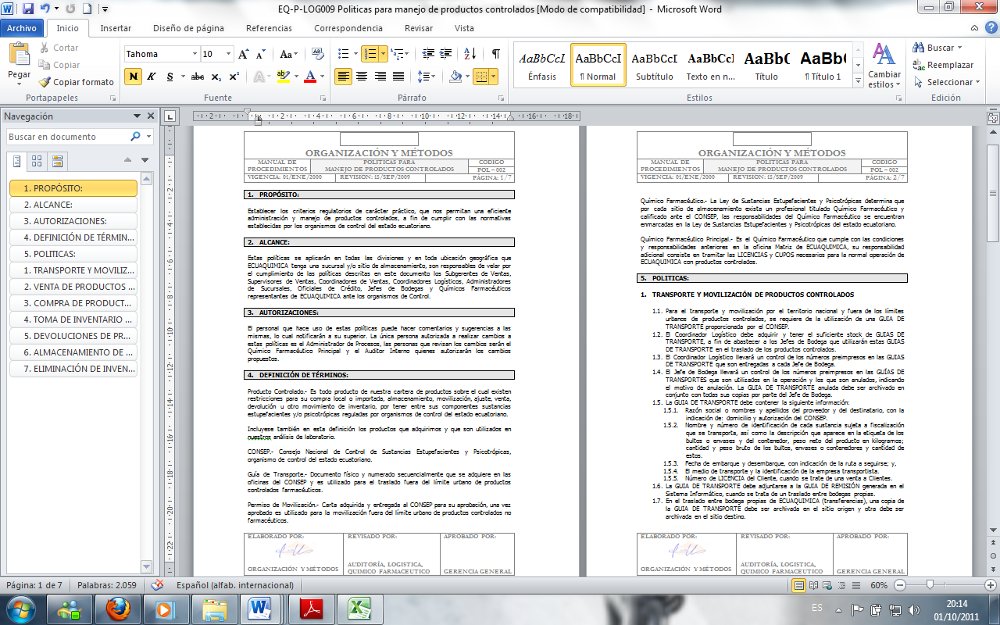 EQ-P-LOG009 Politicas para manejo de productos controlados [Modo de compatibilidad] - Microsoft Word
Archivo
Inicio
Insertar
Diseño de página
Referencias
Correspondencia
Revisar
Vista
Pegar
Cortar
Copiar
Copiar formato
Portapapeles
Tahoma
10
N K S abc x₂ x²
Fuente
Párrafo
AaBbCcL
Énfasis
AaBbCcI
¶ Normal
AaBbCcI
Subtítulo
AaBbCcI
Texto en n...
AaBbC
Título
AaBbC
¶ Título 1
Cambiar
estilos
Estilos
Buscar
Reemplazar
Seleccionar
Edición
Navegación
Buscar en documento
1. PROPÓSITO:
2. ALCANCE:
3. AUTORIZACIONES:
4. DEFINICIÓN DE TÉRMIN...
5. POLITICAS:
1. TRANSPORTE Y MOVILIZ...
2. VENTA DE PRODUCTOS ...
3. COMPRA DE PRODUCT...
4. TOMA DE INVENTARIO ...
5. DEVOLUCIONES DE PR...
6. ALMACENAMIENTO DE ...
7. ELIMINACIÓN DE INVEN...
ORGANIZACIÓN Y MÉTODOS
MANUAL DE
PROCEDIMIENTOS
POLITICAS PARA
MANEJO DE PRODUCTOS CONTROLADOS
CODIGO
POL – 002
VIGENCIA: 01/ENE/2000
REVISION: 15/SEP/2009
PÁGINA: 1/7
1. PROPÓSITO:
Establecer los criterios regulatorios de carácter práctico, que nos permitan una eficiente
administración y manejo de productos controlados, a fin de cumplir con las normativas
establecidas por los organismos de control del estado ecuatoriano.
2. ALCANCE:
Estas políticas se aplicarán en todas las divisiones y en toda ubicación geográfica que
ECUAQUIMICA tenga una sucursal y/o sitio de almacenamiento, son responsables de velar por
el cumplimiento de las políticas descritas en este documento los Subgerentes de Ventas,
Supervisores de Ventas, Coordinadores de Ventas, Coordinadores Logísticos, Administradores
de Sucursales, Oficiales de Crédito, Jefes de Bodegas y Químicos Farmacéuticos
representantes de ECUAQUIMICA ante los organismos de Control.
3. AUTORIZACIONES:
El personal que hace uso de estas políticas puede hacer comentarios y sugerencias a las
mismas, lo cual notificarán a su superior. La única persona autorizada a realizar cambios a
estas políticas es el Administrador de Procesos, las personas que revisan los cambios serán el
Químico Farmacéutico Principal y el Auditor Interno quienes autorizarán los cambios
propuestos.
4. DEFINICIÓN DE TÉRMINOS:
Producto Controlado.- Es todo producto de nuestra cartera de productos sobre el cual existen
restricciones para su compra local o importada, almacenamiento, movilización, ajuste, venta,
devolución u otro movimiento de inventario, por tener entre sus componentes sustancias
estupefacientes y/o psicotrópicas reguladas por organismos de control del estado ecuatoriano.
Incluyese también en esta definición los productos que adquirimos y que son utilizados en
nuestros análisis de laboratorio.
CONSEP.- Consejo Nacional de Control de Sustancias Estupefacientes y Psicotrópicas,
organismo de control del estado ecuatoriano.
Guía de Transporte.- Documento físico y numerado secuencialmente que se adquiere en las
oficinas del CONSEP y es utilizado para el traslado fuera del límite urbano de productos
controlados farmacéuticos.
Permiso de Movilización.- Carta adquirida y entregada al CONSEP para su aprobación, una vez
aprobado es utilizado para la movilización fuera del límite urbano de productos controlados no
farmacéuticos.
ELABORADO POR:
REVISADO POR:
APROBADO POR:
ORGANIZACIÓN Y MÉTODOS
AUDITORÍA, LOGISTICA,
QUIMICO FARMACEUTICO
GERENCIA GENERAL
ORGANIZACIÓN Y MÉTODOS
MANUAL DE
PROCEDIMIENTOS
POLITICAS PARA
MANEJO DE PRODUCTOS CONTROLADOS
CODIGO
POL – 002
VIGENCIA: 01/ENE/2000
REVISION: 15/SEP/2009
PÁGINA: 2/7
Químico Farmacéutico.- La Ley de Sustancias Estupefacientes y Psicotrópicas determina que
por cada sitio de almacenamiento exista un profesional titulado Químico Farmacéutico y
calificado ante el CONSEP, las responsabilidades del Químico Farmacéutico se encuentran
enmarcadas en la Ley de Sustancias Estupefacientes y Psicotrópicas del estado ecuatoriano.
Químico Farmacéutico Principal.- Es el Químico Farmacéutico que cumple con las condiciones
y responsabilidades anteriores en la oficina Matriz de ECUAQUIMICA, su responsabilidad
adicional consiste en tramitar las LICENCIAS y CUPOS necesarios para la normal operación de
ECUAQUIMICA con productos controlados.
5. POLITICAS:
1. TRANSPORTE Y MOVILIZACIÓN DE PRODUCTOS CONTROLADOS
1.1. Para el transporte y movilización por el territorio nacional y fuera de los límites
urbanos de productos controlados, se requiere de la utilización de una GUIA DE
TRANSPORTE proporcionada por el CONSEP.
1.2. El Coordinador Logístico debe adquirir y tener el suficiente stock de GUIAS DE
TRANSPORTE, a fin de abastecer a los Jefes de Bodega que utilizarán estas GUIAS
DE TRANSPORTE en el traslado de los productos controlados.
1.3. El Coordinador Logístico llevará un control de los números preimpresos en las GUIAS
DE TRANSPORTE que son entregadas a cada Jefe de Bodega.
1.4. El Jefe de Bodega llevará un control de los números preimpresos en las GUÍAS DE
TRANSPORTES que son utilizados en la operación y los que son anulados, indicando
el motivo de anulación. La GUIA DE TRANSPORTE anulada debe ser archivado en
conjunto con todas sus copias por parte del Jefe de Bodega.
1.5. La GUIA DE TRANSPORTE debe contener la siguiente información:
1.5.1. Razón social o nombres y apellidos del proveedor y del destinatario, con la
indicación de: domicilio y autorización del CONSEP.
1.5.2. Nombre y número de identificación de cada sustancia sujeta a fiscalización
que se transporta, así como la descripción que aparece en la etiqueta de los
bultos o envases y del contenedor, peso neto del producto en kilogramos;
cantidad y peso bruto de los bultos, envases o contenedores y cantidad de
estos.
1.5.3. Fecha de embarque y desembarque, con indicación de la ruta a seguirse; y,
1.5.4. El medio de transporte y la identificación de la empresa transportista.
1.5.5. Número de LICENCIA del Cliente, cuando se trate de una venta a Clientes.
1.6. La GUIA DE TRANSPORTE debe adjuntarse a la GUIA DE REMISIÓN generada en el
Sistema Informático, cuando se trata de un traslado entre bodegas propias.
1.7. En el traslado entre bodega propias de ECUAQUIMICA (transferencias), una copia de
la GUIA DE TRANSPORTE debe ser archivada en el sitio origen y otra debe ser
archivada en el sitio destino.
ELABORADO POR:
REVISADO POR:
APROBADO POR:
ORGANIZACIÓN Y MÉTODOS
AUDITORÍA, LOGISTICA,
QUIMICO FARMACEUTICO
GERENCIA GENERAL
Página: 1 de 7
Palabras: 2.059
Español (alfab. internacional)
60%
ES
20:14
01/10/2011